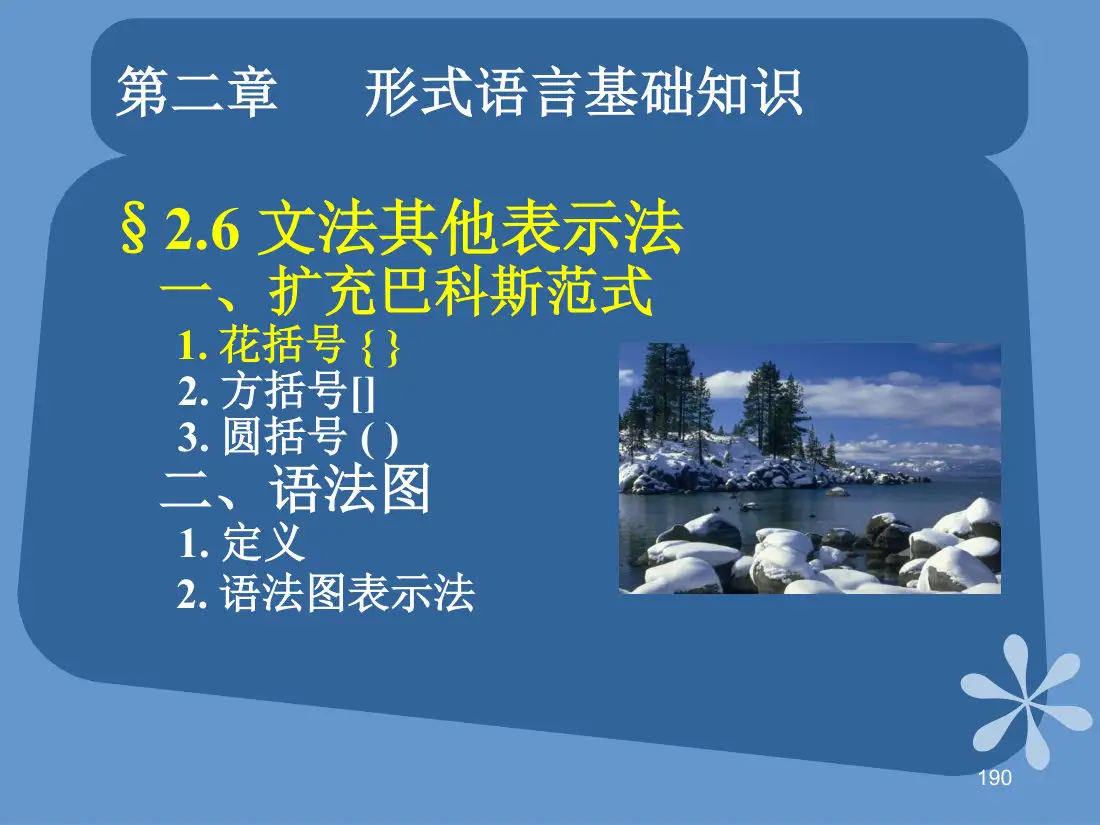 第二章 形式语言基础知识
§2.6 文法其他表示法
一、扩充巴科斯范式
1. 花括号 { }
2. 方括号[]
3. 圆括号 ( )
二、语法图
1. 定义
2. 语法图表示法
190